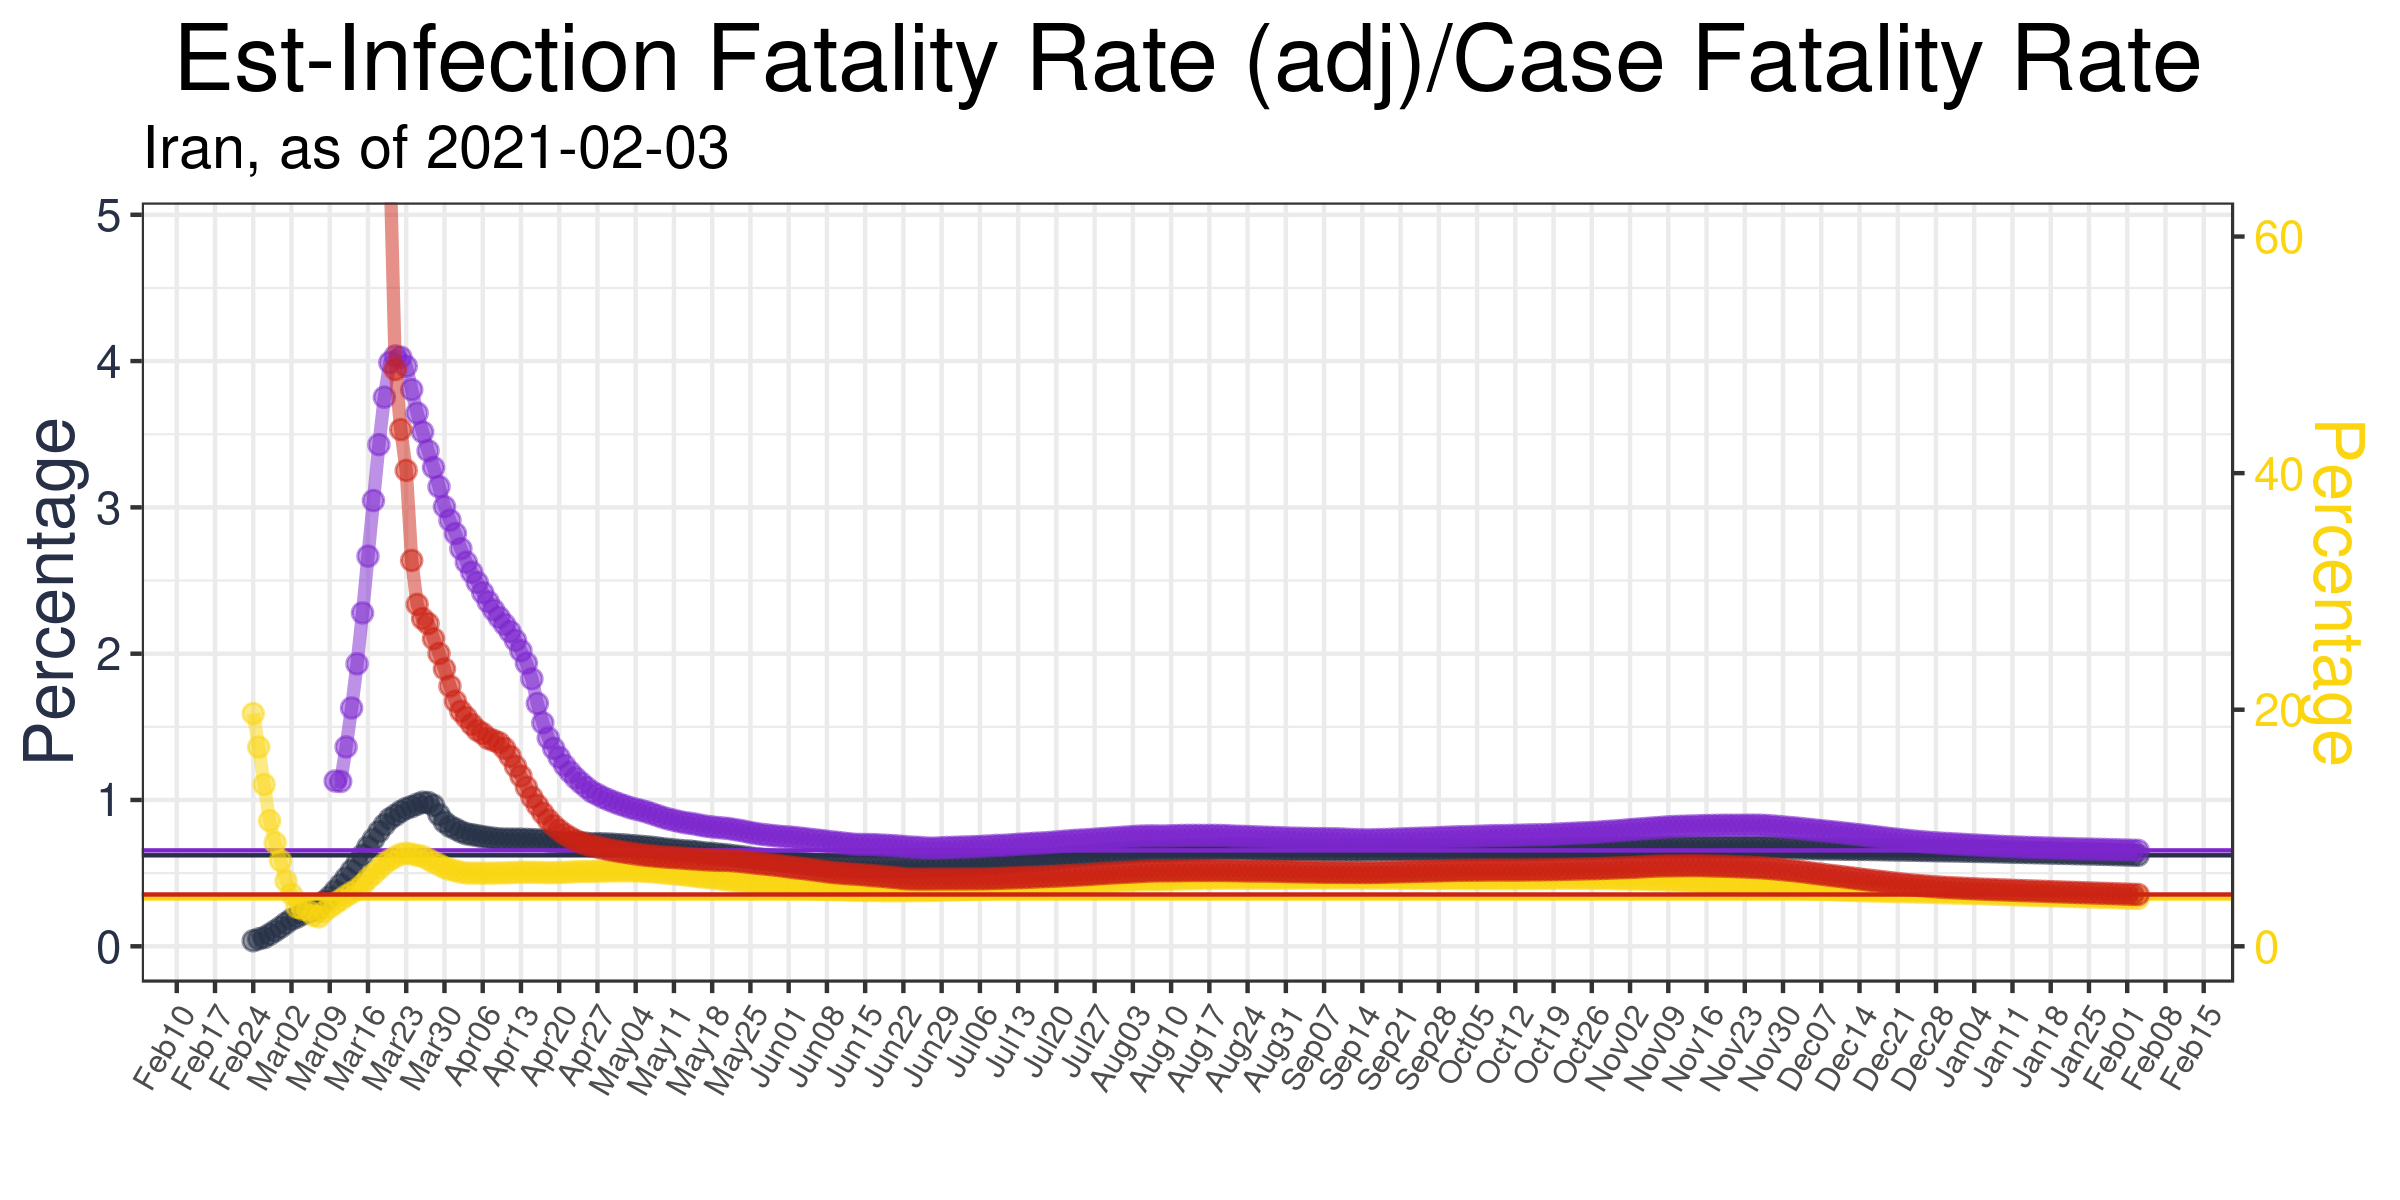 Est-Infection Fatality Rate (adj)/Case Fatality Rate
Iran, as of 2021-02-03
Percentage
5
4
3
2
1
0
60
40
20
0
Percentage
Feb10
Feb17
Feb24
Mar02
Mar09
Mar16
Mar23
Mar30
Apr06
Apr13
Apr20
Apr27
May04
May11
May18
May25
Jun01
Jun08
Jun15
Jun22
Jun29
Jul06
Jul13
Jul20
Jul27
Aug03
Aug10
Aug17
Aug24
Aug31
Sep07
Sep14
Sep21
Sep28
Oct05
Oct12
Oct19
Oct26
Nov02
Nov09
Nov16
Nov23
Nov30
Dec07
Dec14
Dec21
Dec28
Jan04
Jan11
Jan18
Jan25
Feb01
Feb08
Feb15